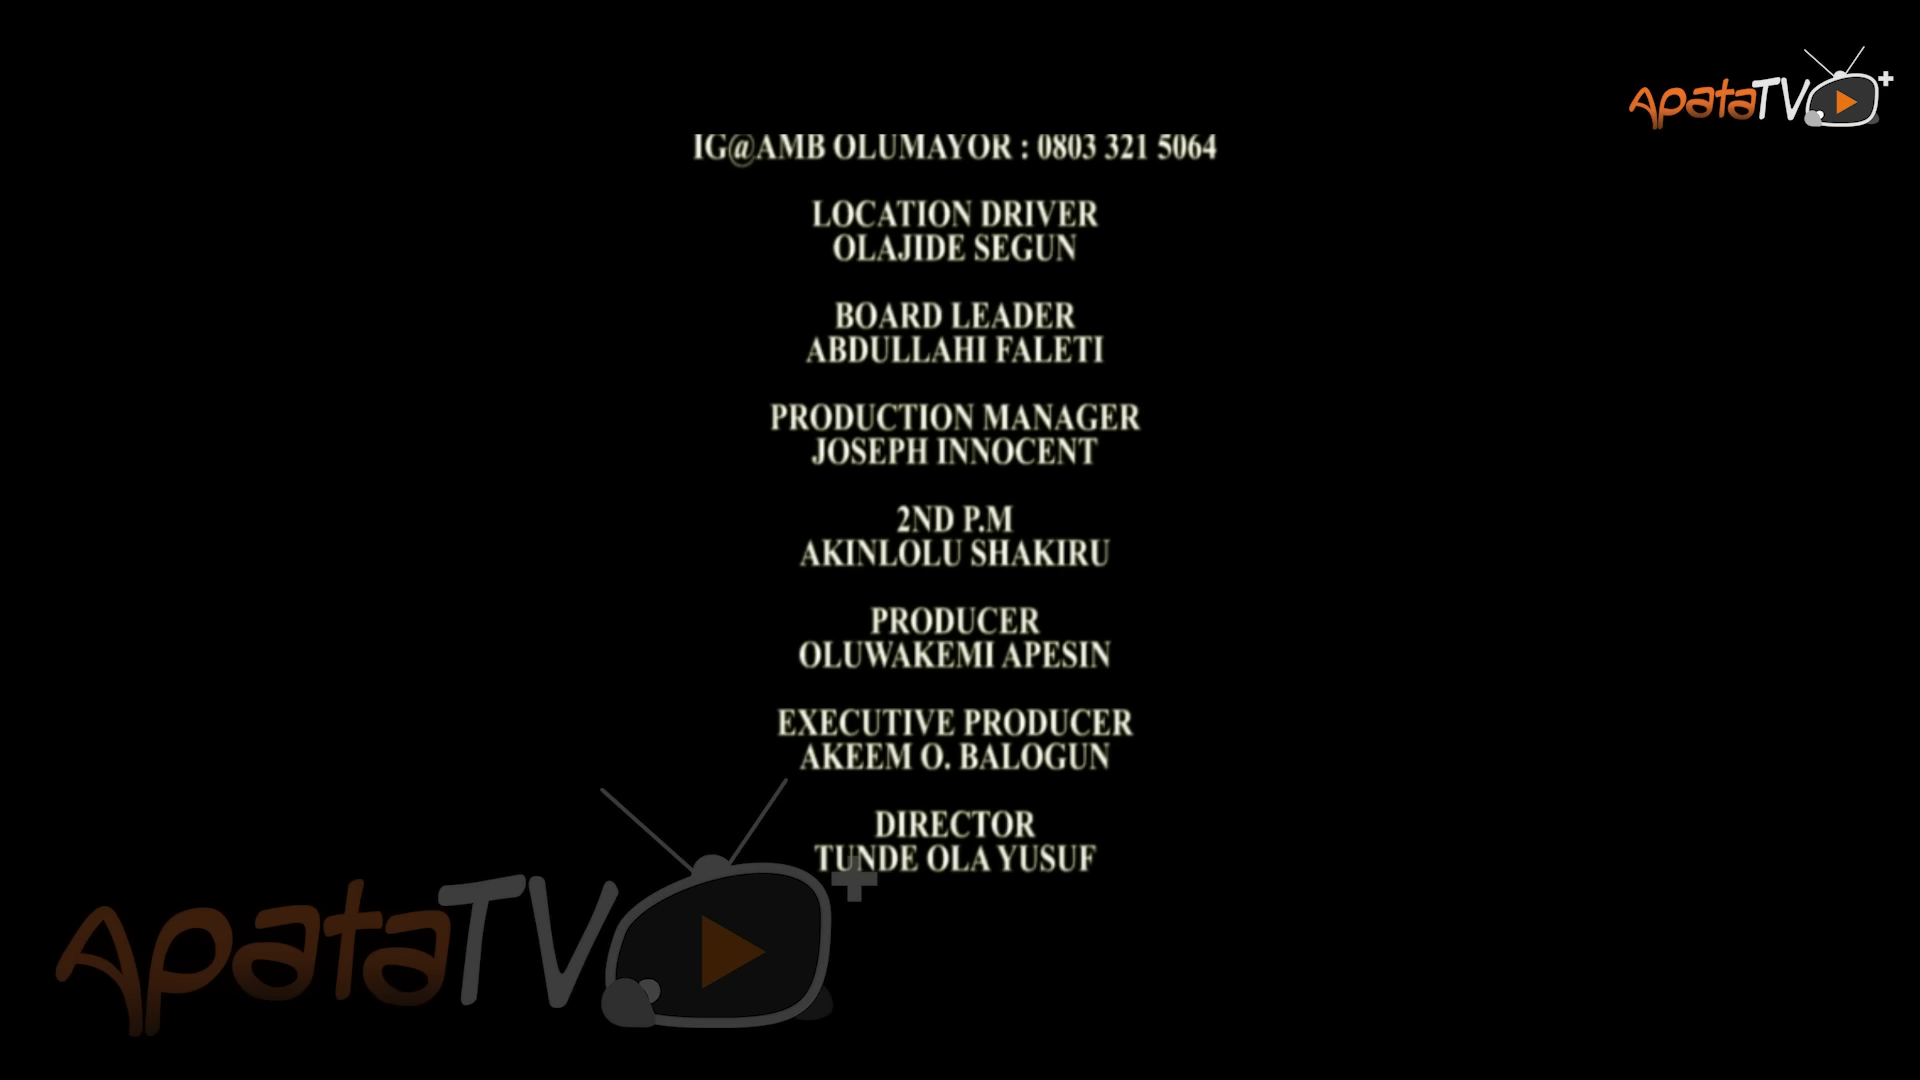 ApataTV+
IG@AMB OLUMAYOR : 0803 321 5064
LOCATION DRIVER
OLAJIDE SEGUN
BOARD LEADER
ABDULLAHI FALETI
PRODUCTION MANAGER
JOSEPH INNOCENT
2ND P.M
AKINLOLU SHAKIRU
PRODUCER
OLUWAKEMI APESIN
EXECUTIVE PRODUCER
AKEEM O. BALOGUN
DIRECTOR
TUNDE OLA YUSUF
ApataTV+